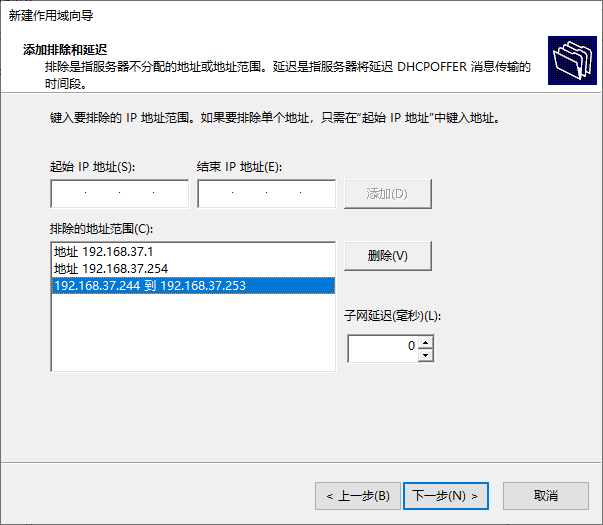 新建作用域向导
添加排除和延迟
排除是指服务器不分配的地址或地址范围。延迟是指服务器将延迟 DHCPOFFER 消息传输的
时间段。
键入要排除的 IP 地址范围。如果要排除单个地址，只需在“起始 IP 地址”中键入地址。
起始 IP 地址(S):
结束 IP 地址(E):
添加(D)
排除的地址范围(C):
地址 192.168.37.1
地址 192.168.37.254
192.168.37.244 到 192.168.37.253
删除(V)
子网延迟(毫秒)(L):
0
< 上一步(B)
下一步(N) >
取消